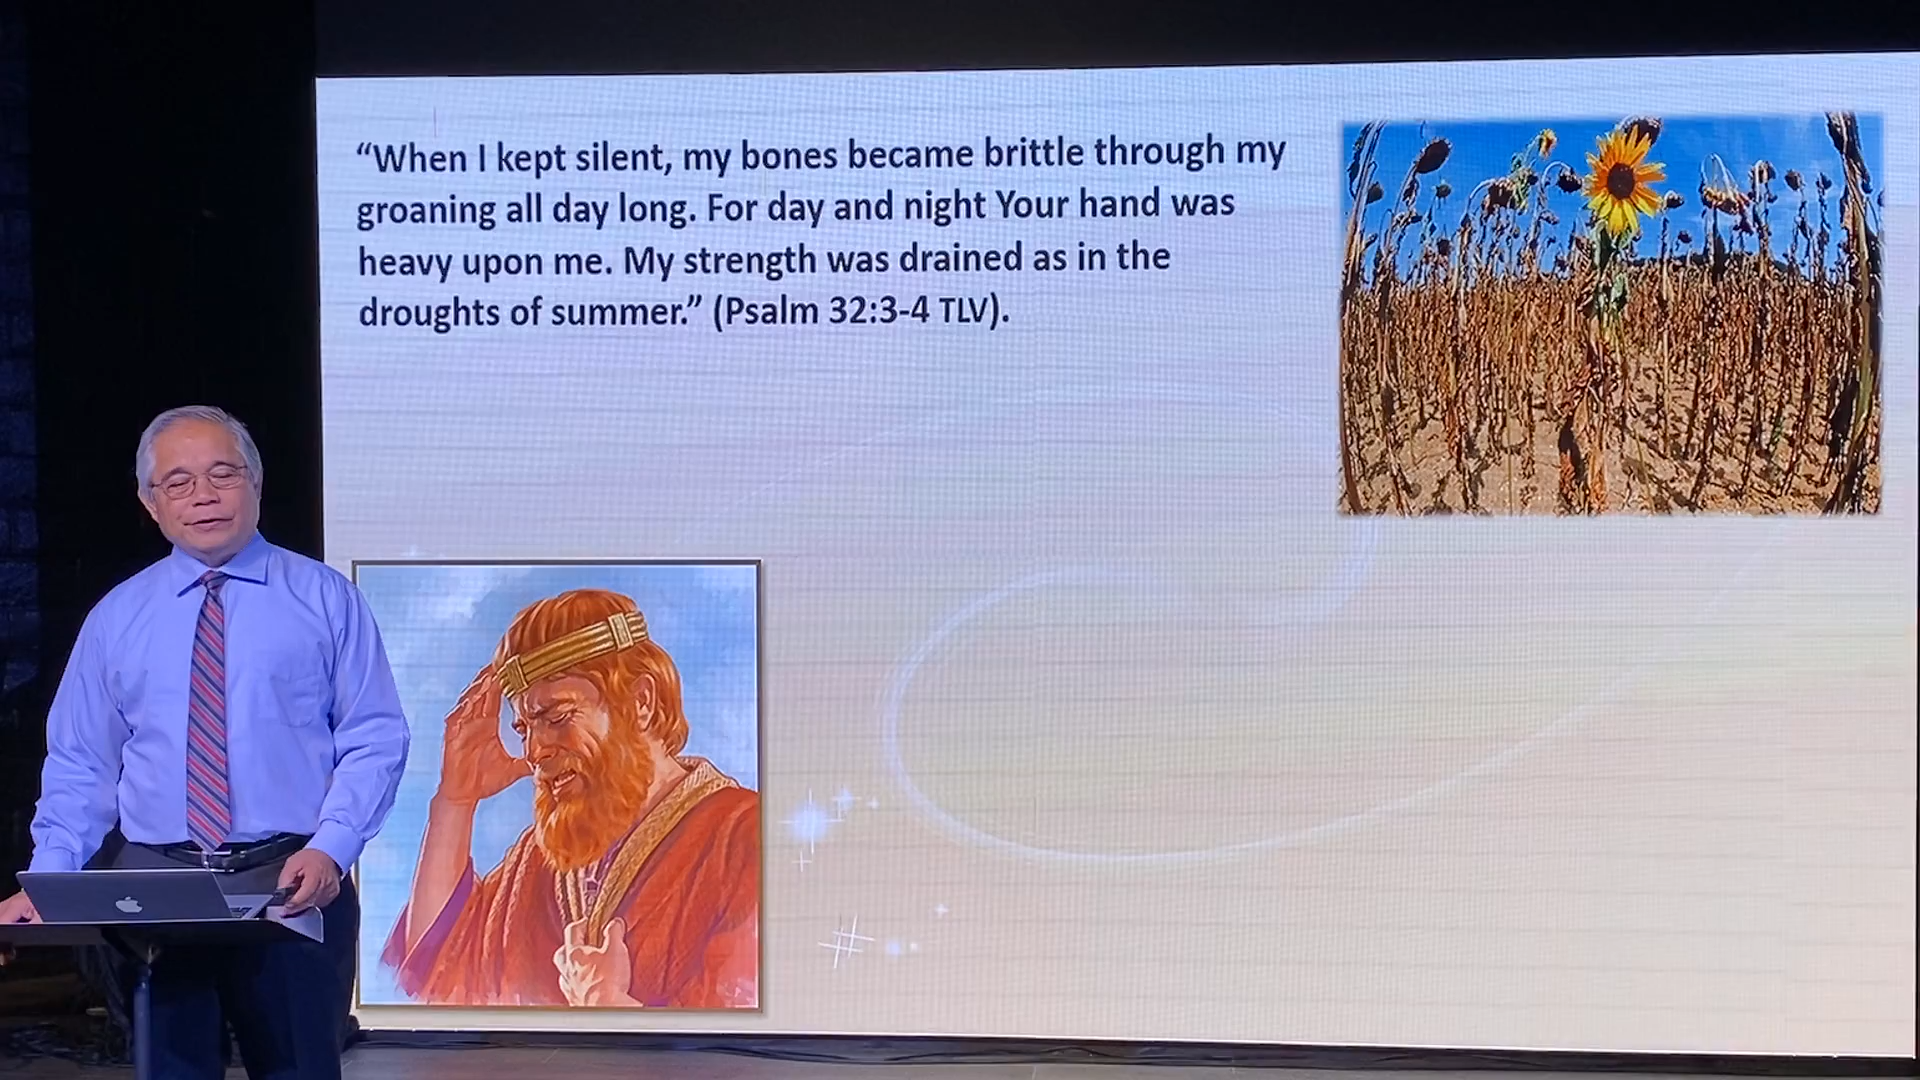 “When I kept silent, my bones became brittle through my
groaning all day long. For day and night Your hand was
heavy upon me. My strength was drained as in the
droughts of summer.” (Psalm 32:3-4 TLV).